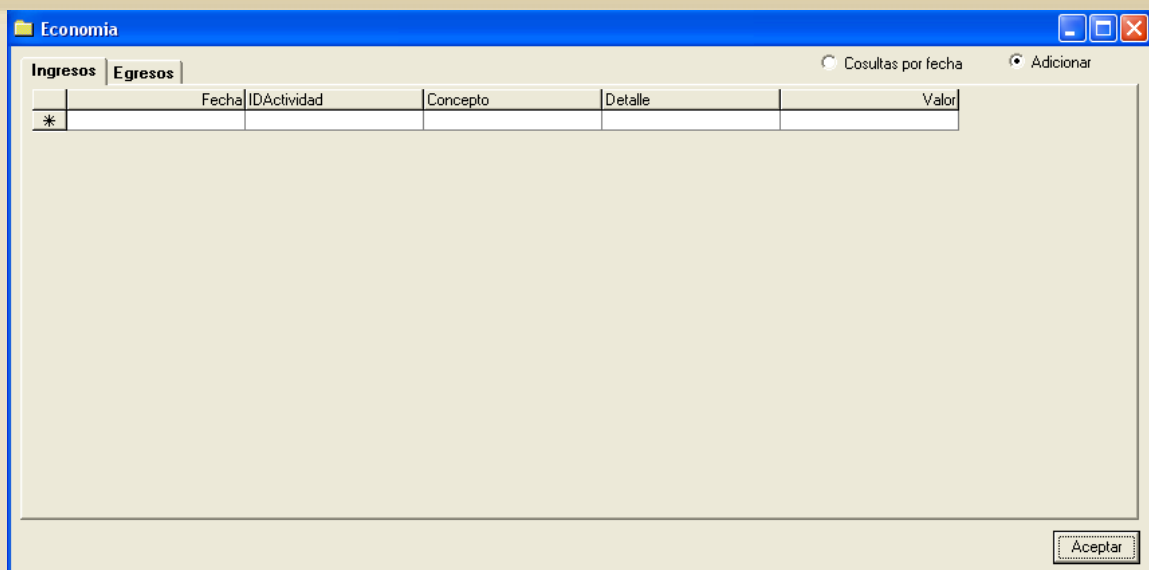 Economia
Ingresos Egresos Cosultas por fecha Adicionar
Fecha IDActividad Concepto Detalle Valor
Aceptar